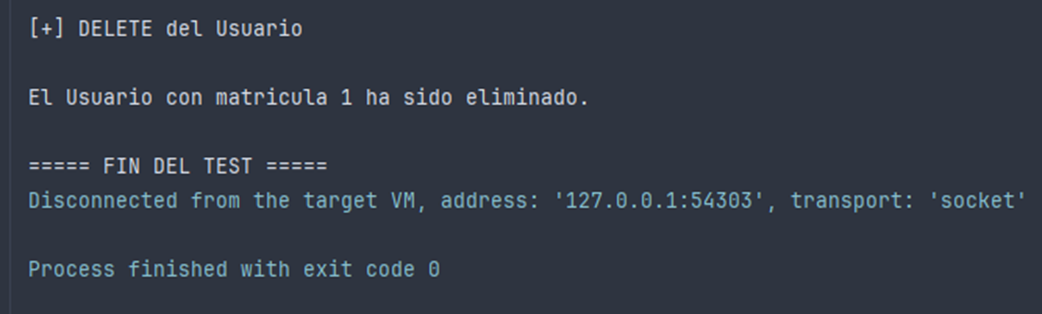 [+] DELETE del Usuario
El Usuario con matricula 1 ha sido eliminado.
===== FIN DEL TEST =====
Disconnected from the target VM, address: '127.0.0.1:54303', transport: 'socket'
Process finished with exit code 0